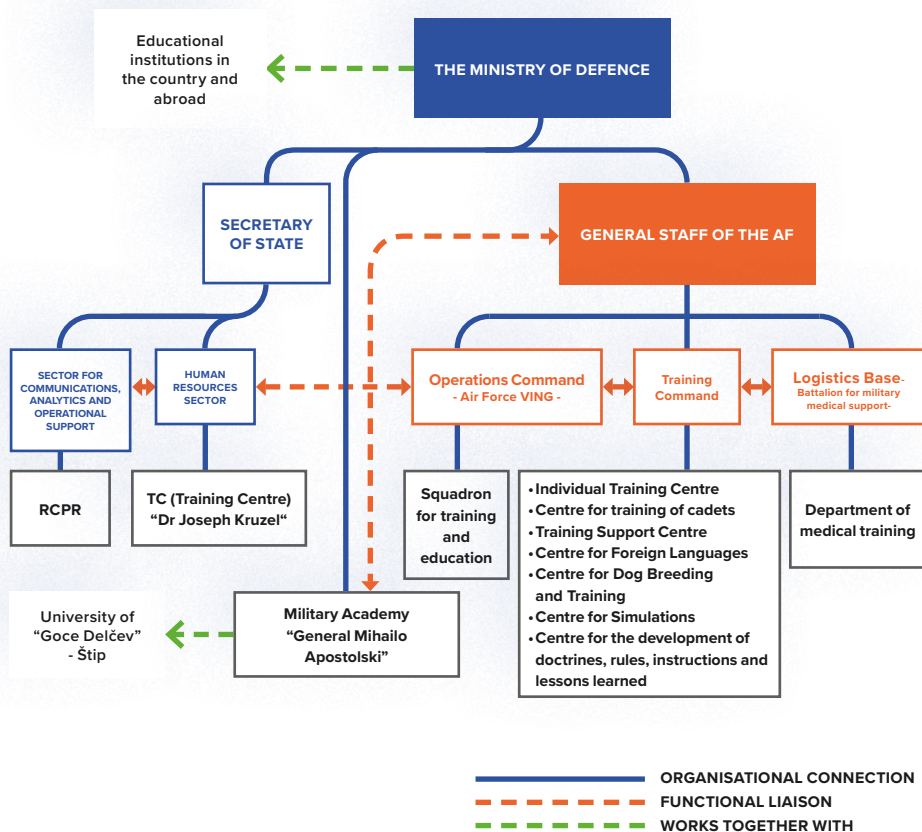 Educational
institutions in
the country and
abroad
THE MINISTRY OF DEFENCE
SECRETARY
OF STATE
GENERAL STAFF OF THE AF
SECTOR FOR
COMMUNICATIONS,
ANALYTICS AND
OPERATIONAL
SUPPORT
HUMAN
RESOURCES
SECTOR
Operations Command
- Air Force VING -
Training
Command
Logistics Base-
Battalion for military
medical support-
RCPR
TC (Training Centre)
“Dr Joseph Kruzel“
Squadron
for training
and
education
•Individual Training Centre
•Centre for training of cadets
•Training Support Centre
•Centre for Foreign Languages
•Centre for Dog Breeding
and Training
•Centre for Simulations
•Centre for the development of
doctrines, rules, instructions and
lessons learned
Department of
medical training
University of
“Goce Delčev”
- Štip
Military Academy
“General Mihailo
Apostolski”
ORGANISATIONAL CONNECTION
FUNCTIONAL LIAISON
WORKS TOGETHER WITH